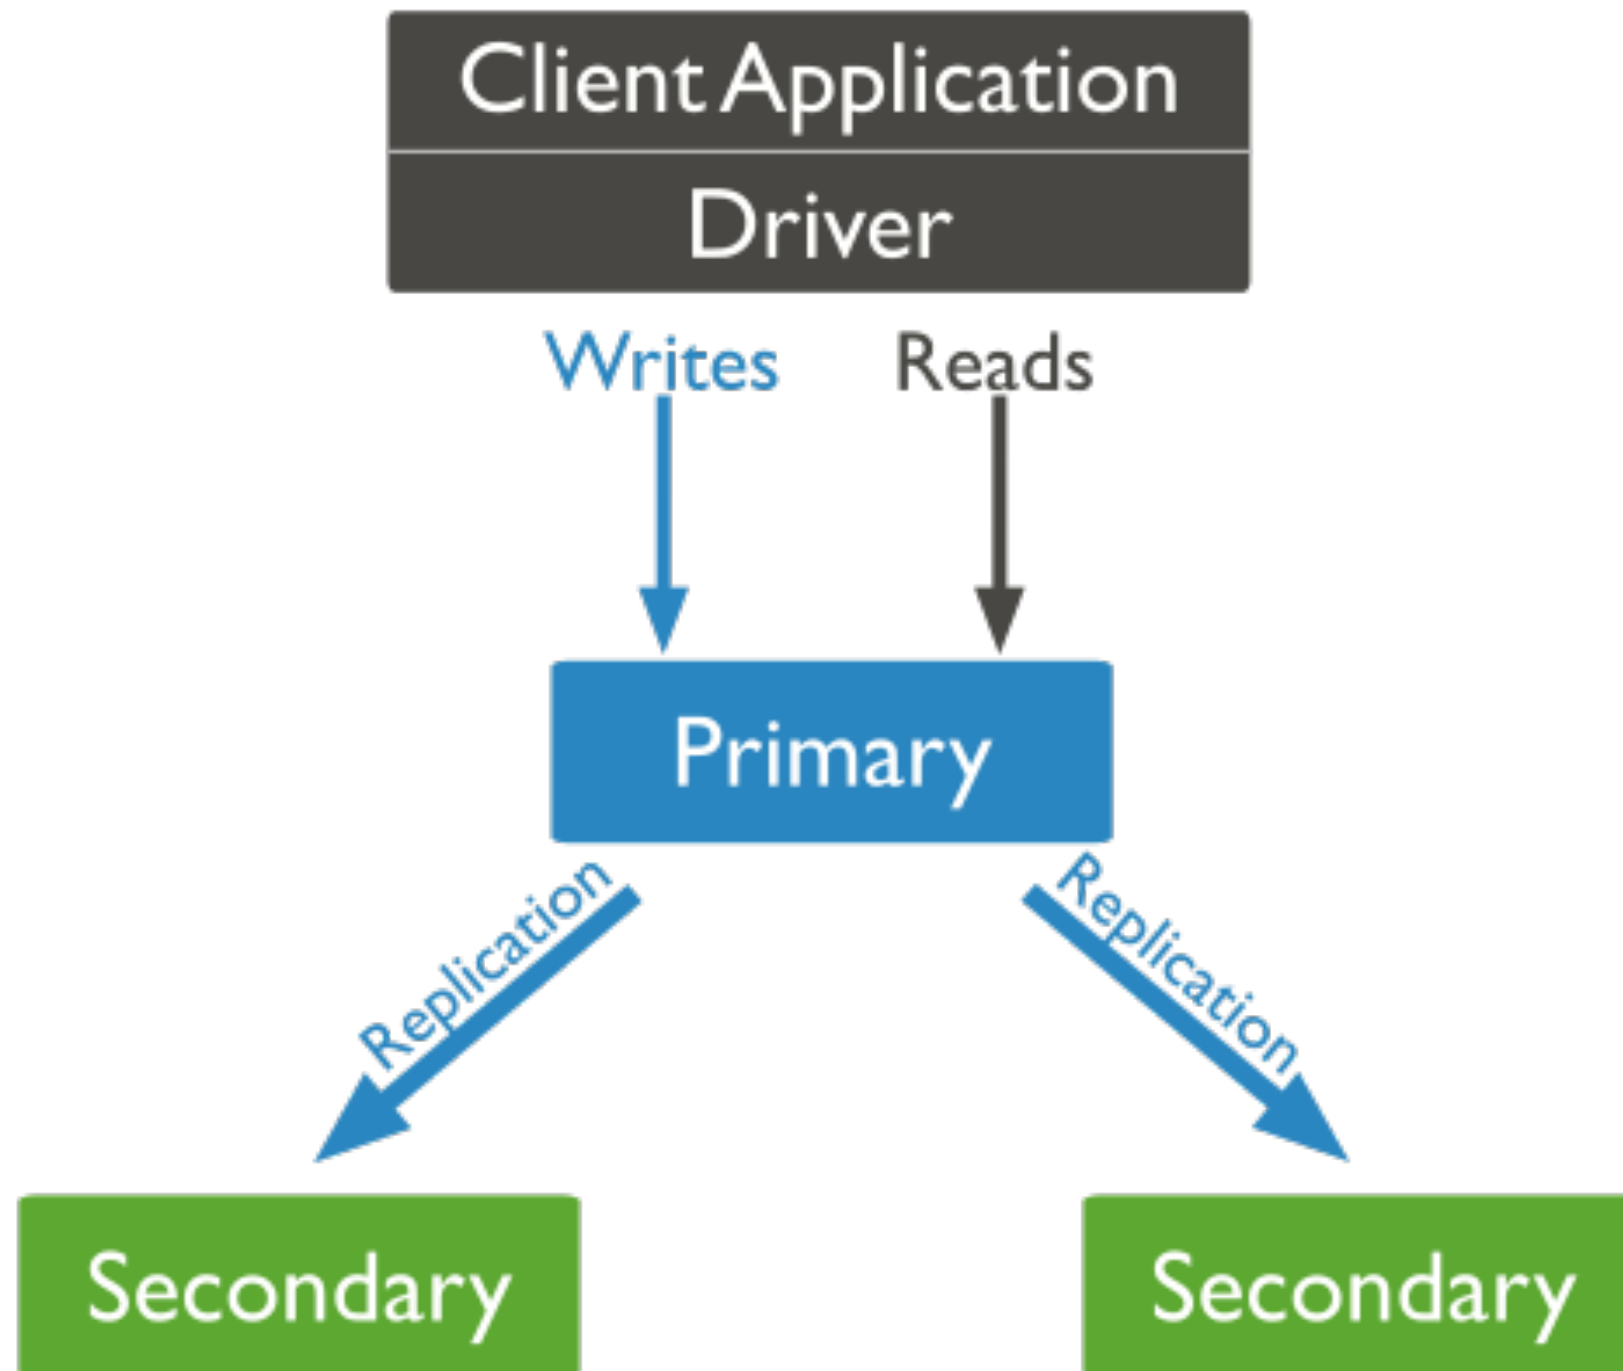 Client Application
Driver
Writes
Reads
Primary
Replication
Replication
Secondary
Secondary